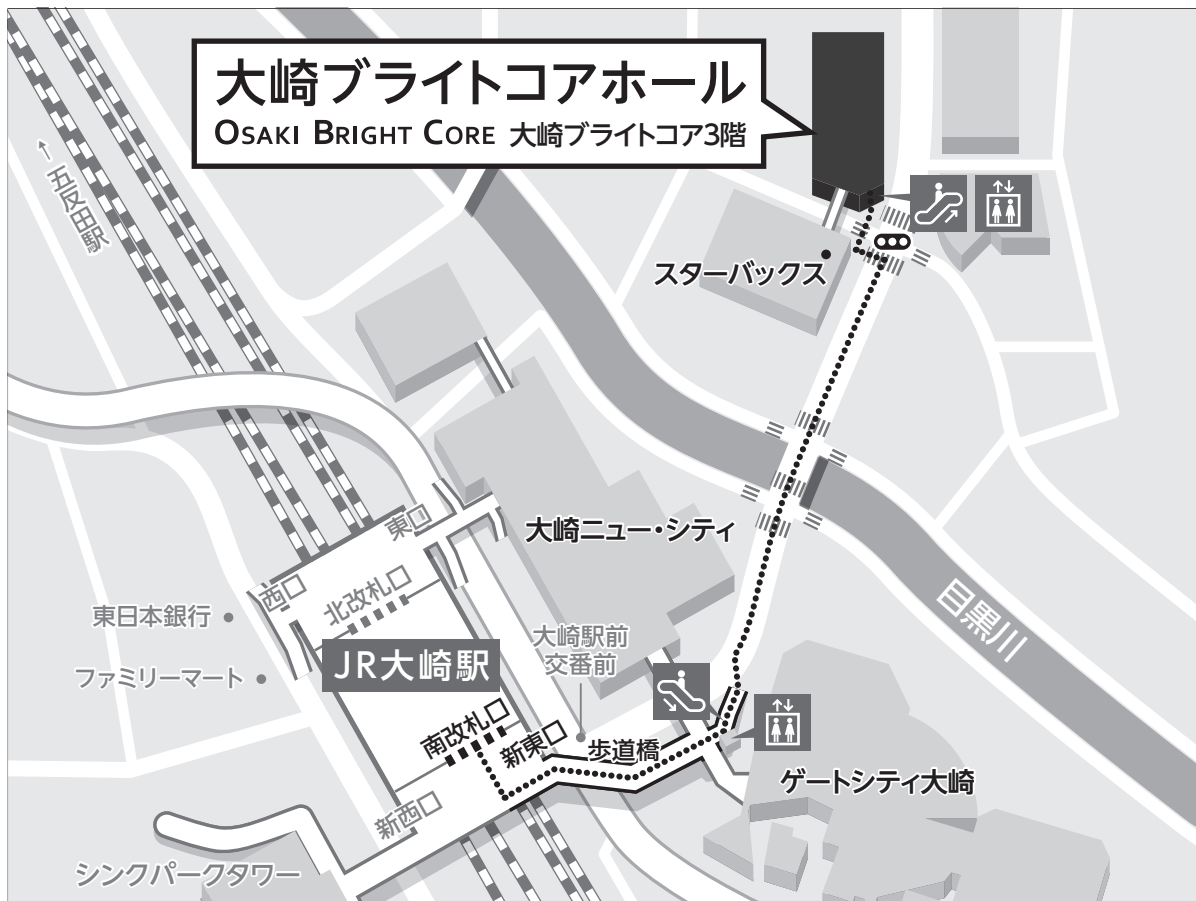 大崎ブライトコアホール
OSAKI BRIGHT CORE 大崎ブライトコア3階
←五反田駅
スターバックス
大崎ニュー・シティ
東口
西口
北改札口
東日本銀行
ファミリーマート
JR大崎駅
大崎駅前
交番前
目黒川
南改札口
新東口
歩道橋
新西口
ゲートシティ大崎
シンクパークタワー